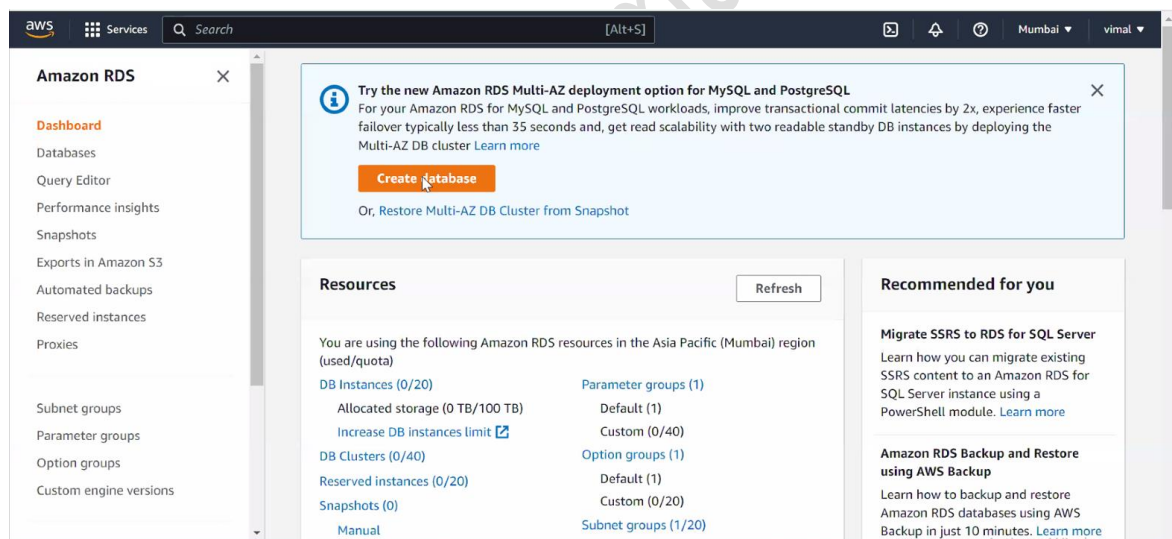 aws
Services
Search
[Alt+S]
Mumbai
vimal
Amazon RDS
Dashboard
Databases
Query Editor
Performance insights
Snapshots
Exports in Amazon S3
Automated backups
Reserved instances
Proxies
Subnet groups
Parameter groups
Option groups
Custom engine versions
Try the new Amazon RDS Multi-AZ deployment option for MySQL and PostgreSQL
For your Amazon RDS for MySQL and PostgreSQL workloads, improve transactional commit latencies by 2x, experience faster
failover typically less than 35 seconds and, get read scalability with two readable standby DB instances by deploying the
Multi-AZ DB cluster Learn more
Create database
Or, Restore Multi-AZ DB Cluster from Snapshot
Resources
Refresh
You are using the following Amazon RDS resources in the Asia Pacific (Mumbai) region
(used/quota)
DB Instances (0/20)
Allocated storage (0 TB/100 TB)
Increase DB instances limit
DB Clusters (0/40)
Reserved instances (0/20)
Snapshots (0)
Manual
Parameter groups (1)
Default (1)
Custom (0/40)
Option groups (1)
Default (1)
Custom (0/20)
Subnet groups (1/20)
Recommended for you
Migrate SSRS to RDS for SQL Server
Learn how you can migrate existing
SSRS content to an Amazon RDS for
SQL Server instance using a
PowerShell module. Learn more
Amazon RDS Backup and Restore
using AWS Backup
Learn how to backup and restore
Amazon RDS databases using AWS
Backup in just 10 minutes. Learn more